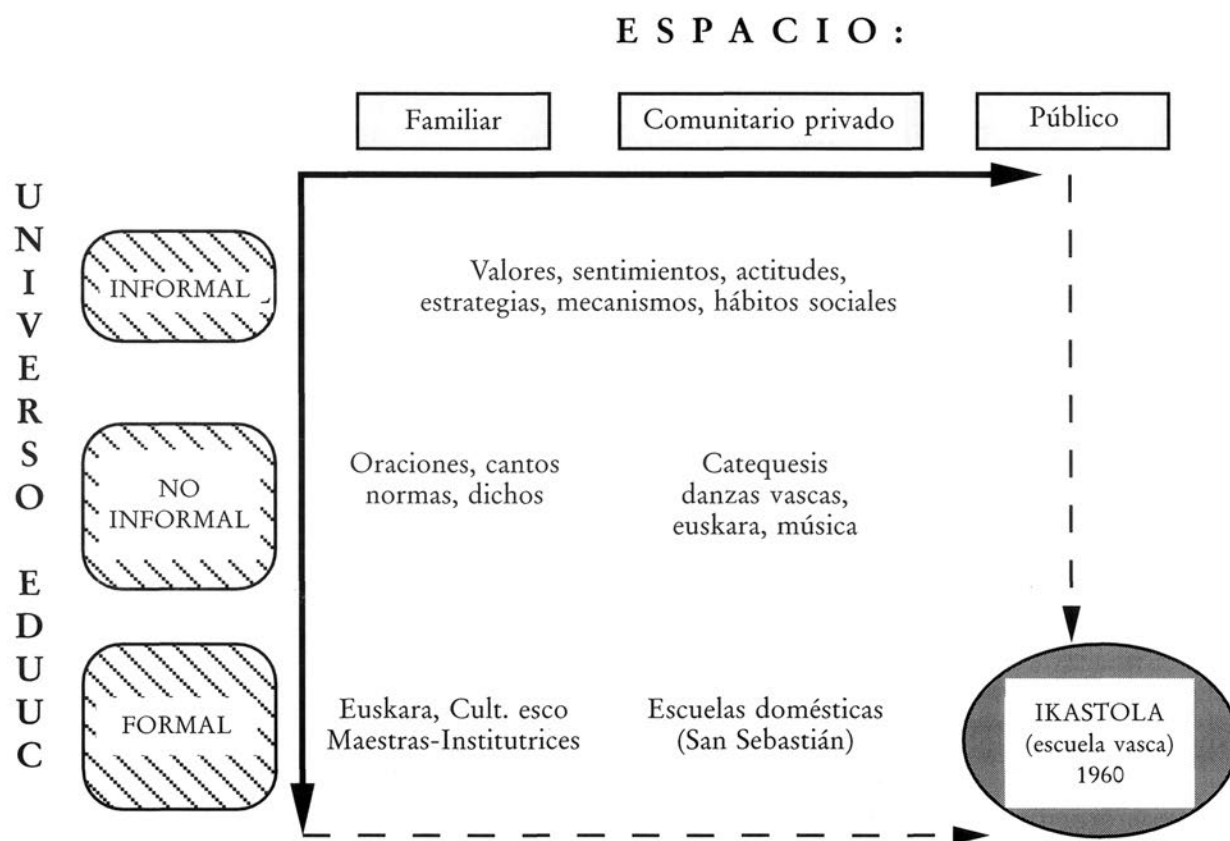 ESPACIO:
Familiar
Comunitario privado
Público
UNIVERSO EDUUC
INFORMAL
Valores, sentimientos, actitudes,
estrategias, mecanismos, hábitos sociales
NO
INFORMAL
Oraciones, cantos
normas, dichos
Catequesis
danzas vascas,
euskara, música
FORMAL
Euskara, Cult. esco
Maestras-Institutrices
Escuelas domésticas
(San Sebastián)
IKASTOLA
(escuela vasca)
1960